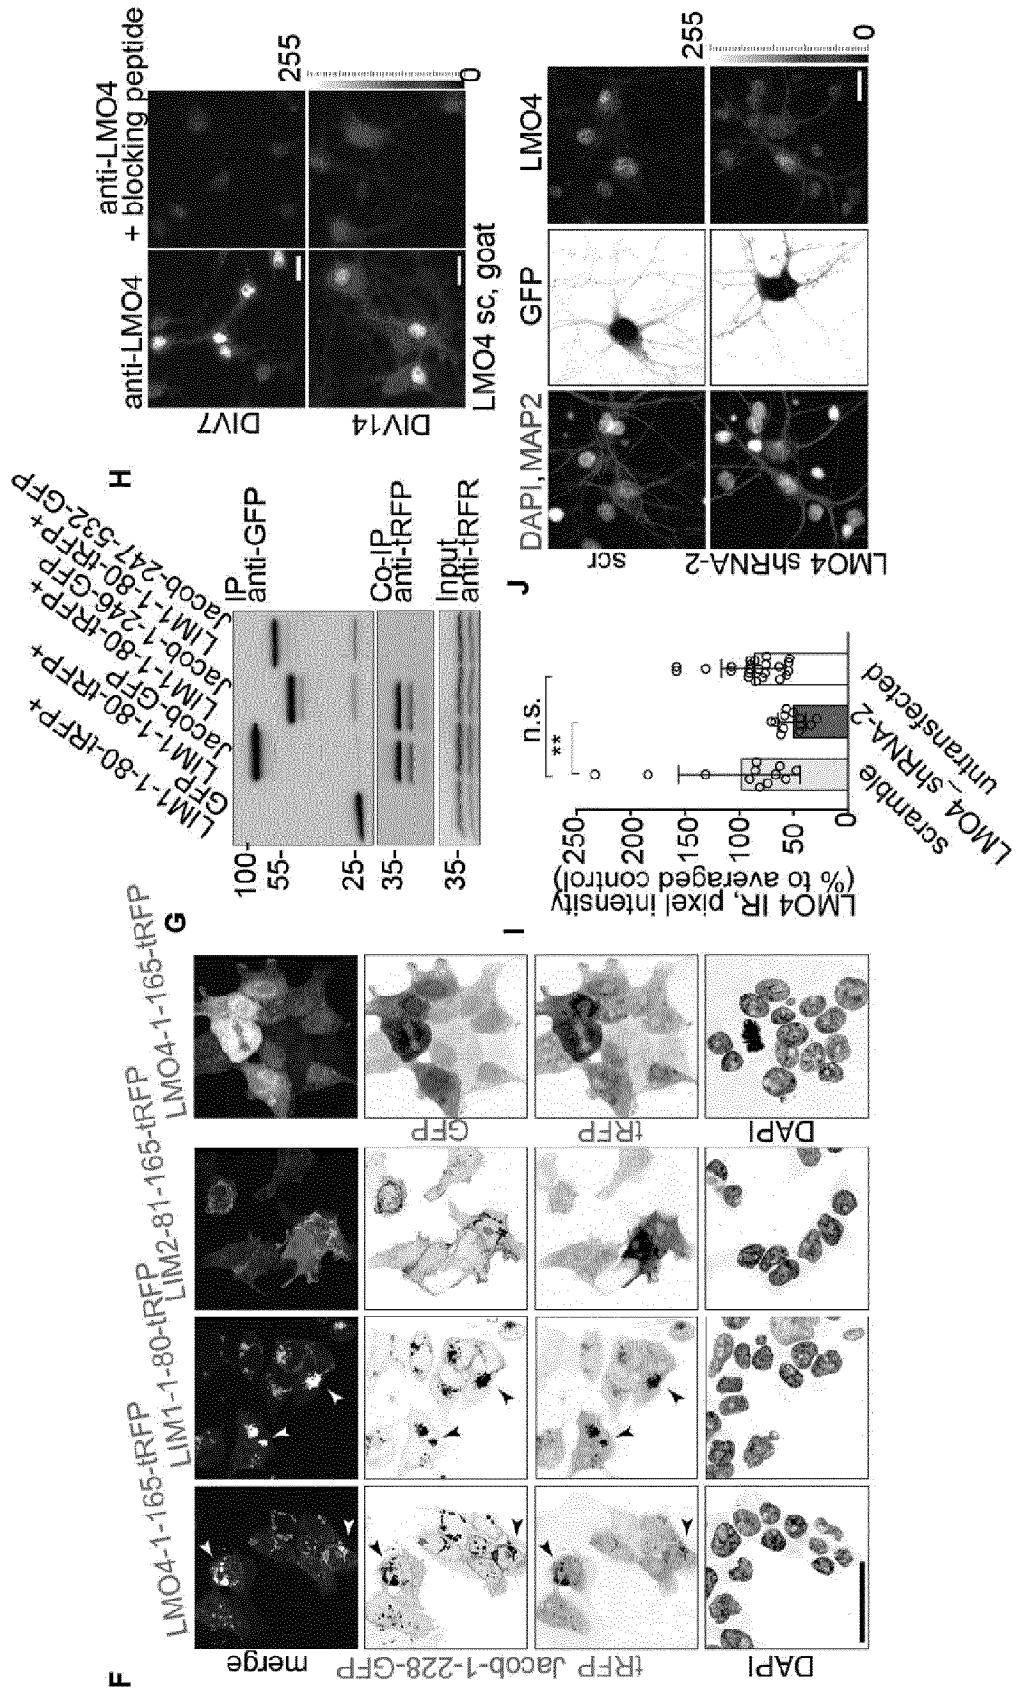 F
LMO4-1-165-tRFP
LIM1-1-80-tRFP
LIM2-81-165-tRFP
LMO4-1-165-tRFP
merge
tRFP Jacob-1-228-GFP
DAPI
GFP
tRFP
DAPI
G
LIM1-1-80-tRFP+
GFP
LIM1-1-80-tRFP+
Jacob-GFP
LIM1-1-80-tRFP+
Jacob-1-246-GFP
LIM1-1-80-tRFP+
Jacob-247-532-GFP
100-
55-
25-
35-
35-
IP
anti-GFP
Co-IP
anti-tRFP
Input
anti-tRFR
H
anti-LMO4
anti-LMO4
+ blocking peptide
DIV7
DIV14
255
0
LMO4 sc, goat
I
LMO4 IR, pixel intensity
(% to averaged control)
250
200
150
100
50
0
n.s.
**
scramble
LMO4_shRNA-2
untransfected
J
DAPI, MAP2
GFP
LMO4
scr
LMO4 shRNA-2
255
0